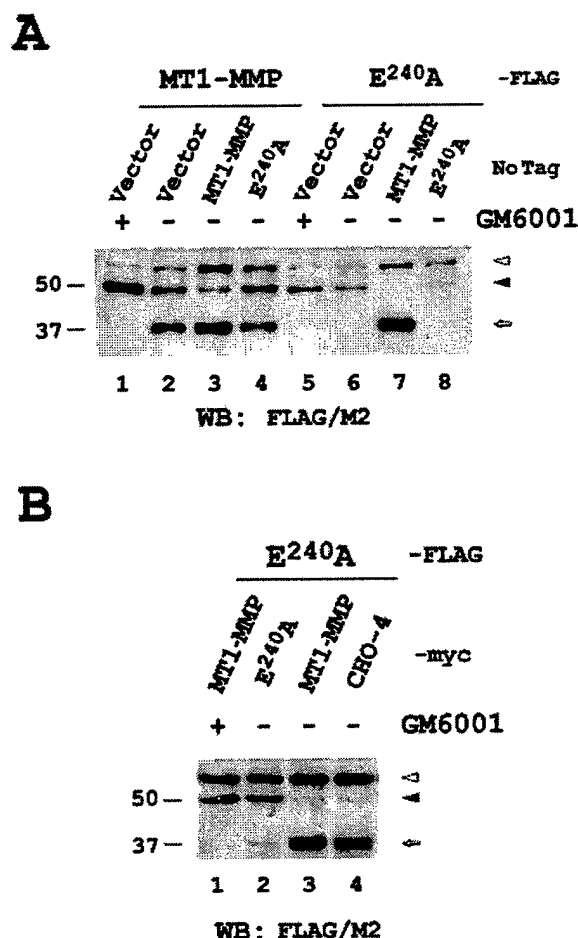 A
MT1-MMP E240A -FLAG
Vector Vector MT1-MMP E240A Vector Vector MT1-MMP E240A No Tag
+ - - - + - - - GM6001
50
37
1 2 3 4 5 6 7 8
WB: FLAG/M2
B
E240A -FLAG
MT1-MMP E240A MT1-MMP CHO-4 -myc
+ - - - GM6001
50
37
1 2 3 4
WB: FLAG/M2